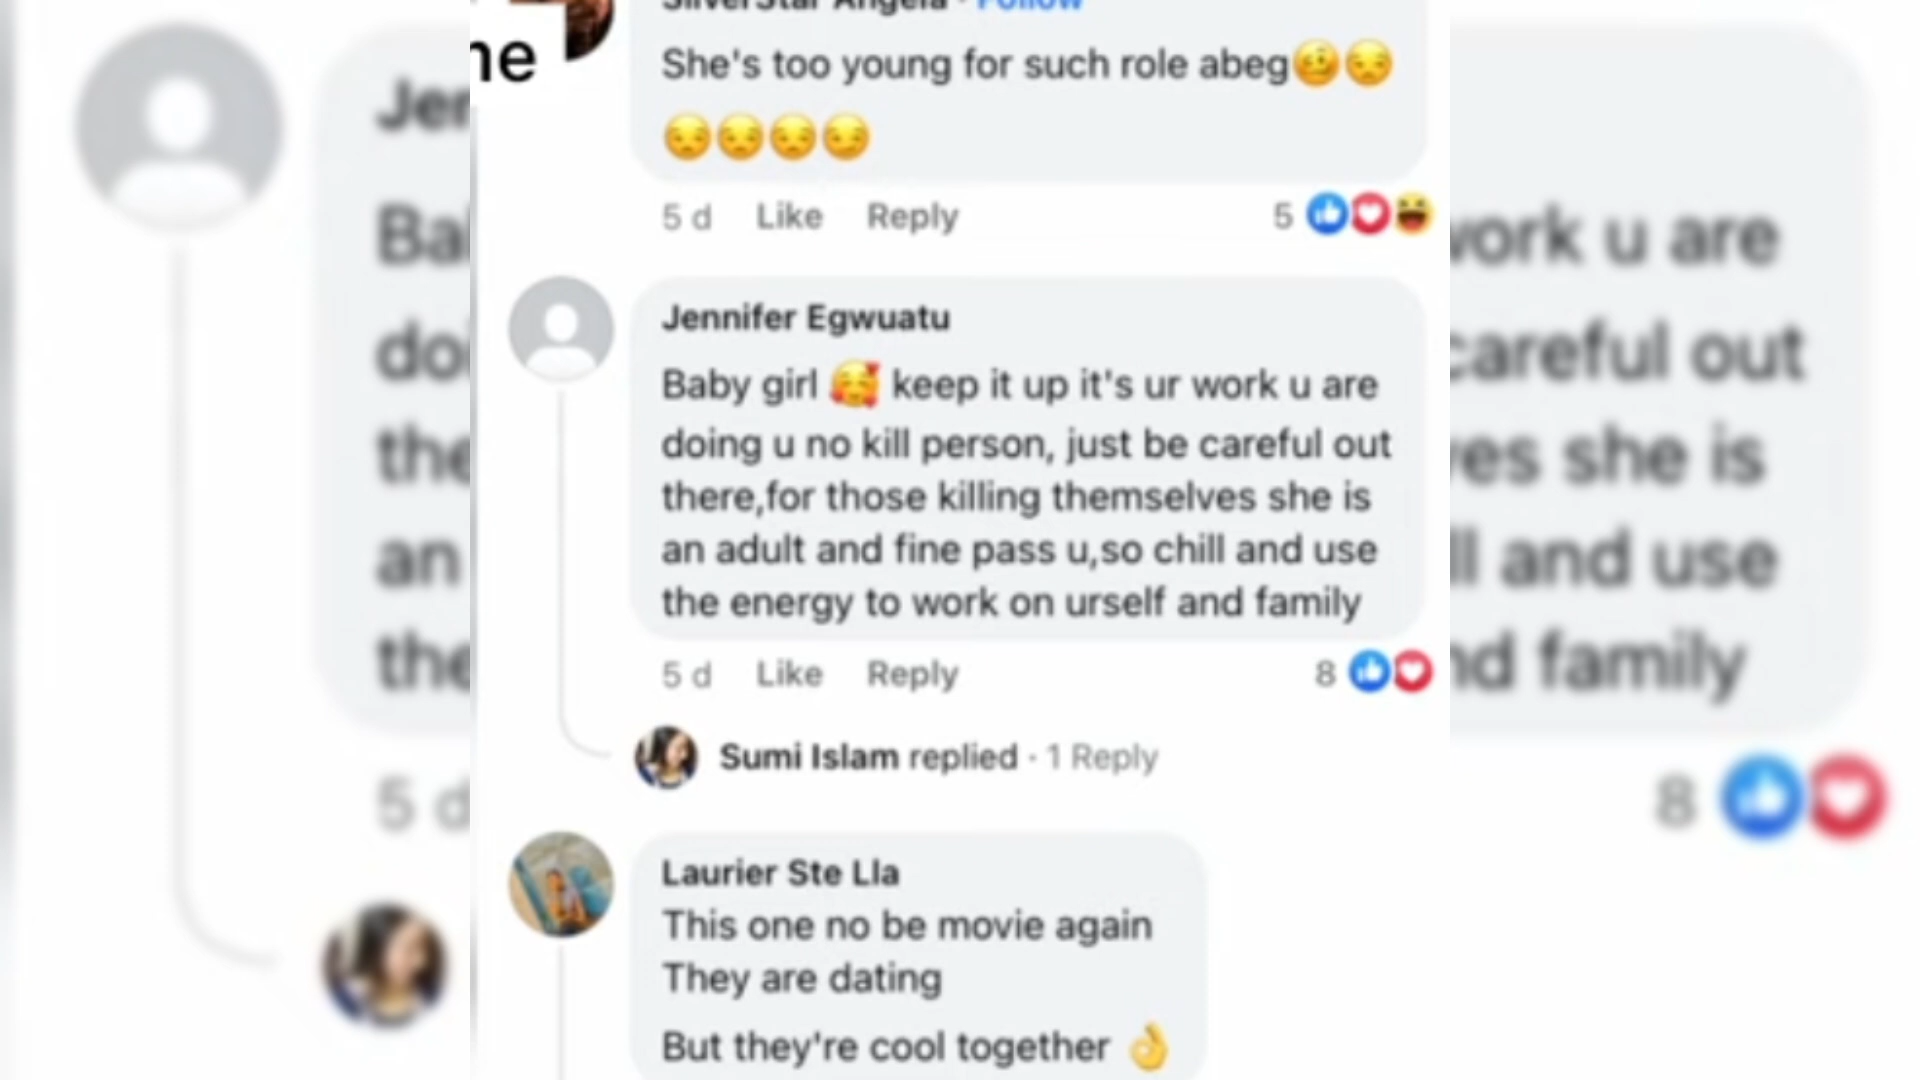 SilverStar Angela · Follow
ne
She's too young for such role abeg🥴😒
😒😒😒😏
5 d Like Reply 5
Jennifer Egwuatu
Baby girl 🥰 keep it up it's ur work u are
doing u no kill person, just be careful out
there,for those killing themselves she is
an adult and fine pass u,so chill and use
the energy to work on urself and family
5 d Like Reply 8
Sumi Islam replied · 1 Reply
Laurier Ste Lla
This one no be movie again
They are dating
But they're cool together 👌